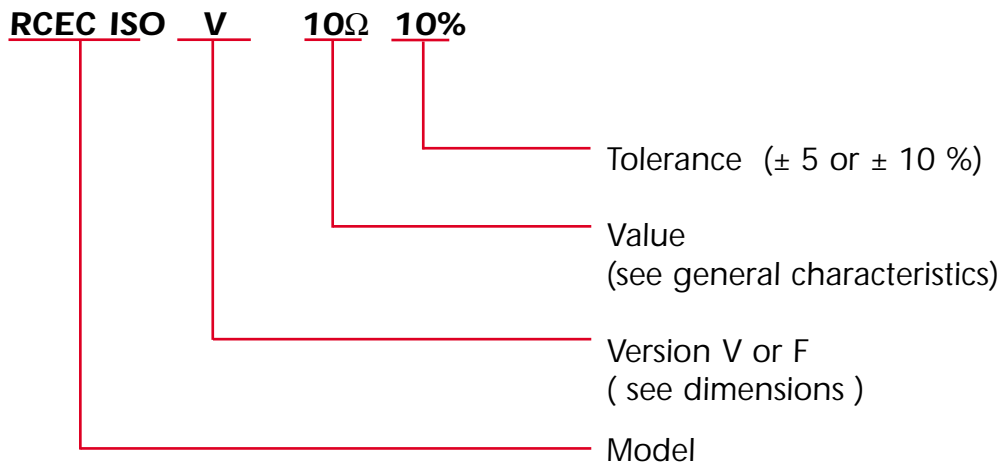 RCEC ISO V 10Ω 10%
Tolerance (± 5 or ± 10 %)
Value
(see general characteristics)
Version V or F
( see dimensions )
Model